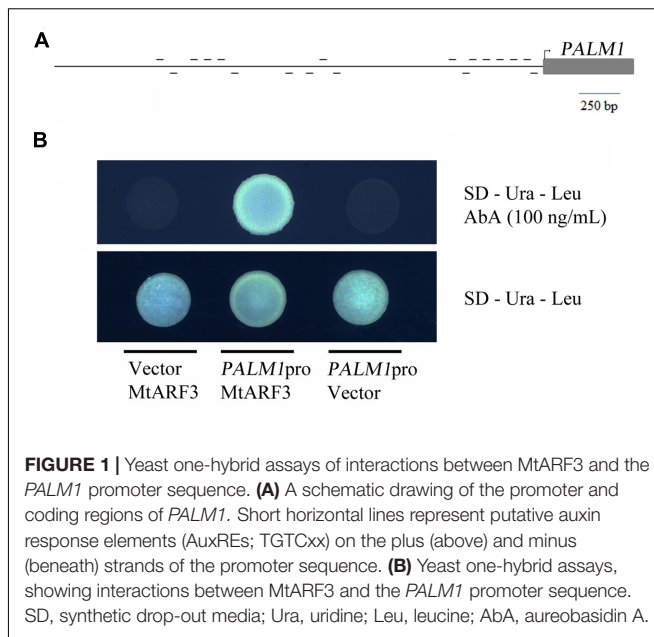 A
PALM1
250 bp
B
SD - Ura - Leu
AbA (100 ng/mL)
SD - Ura - Leu
Vector PALM1pro PALM1pro
MtARF3 MtARF3 Vector
FIGURE 1 | Yeast one-hybrid assays of interactions between MtARF3 and the
PALM1 promoter sequence. (A) A schematic drawing of the promoter and
coding regions of PALM1. Short horizontal lines represent putative auxin
response elements (AuxREs; TGTCxx) on the plus (above) and minus
(beneath) strands of the promoter sequence. (B) Yeast one-hybrid assays,
showing interactions between MtARF3 and the PALM1 promoter sequence.
SD, synthetic drop-out media; Ura, uridine; Leu, leucine; AbA, aureobasidin A.